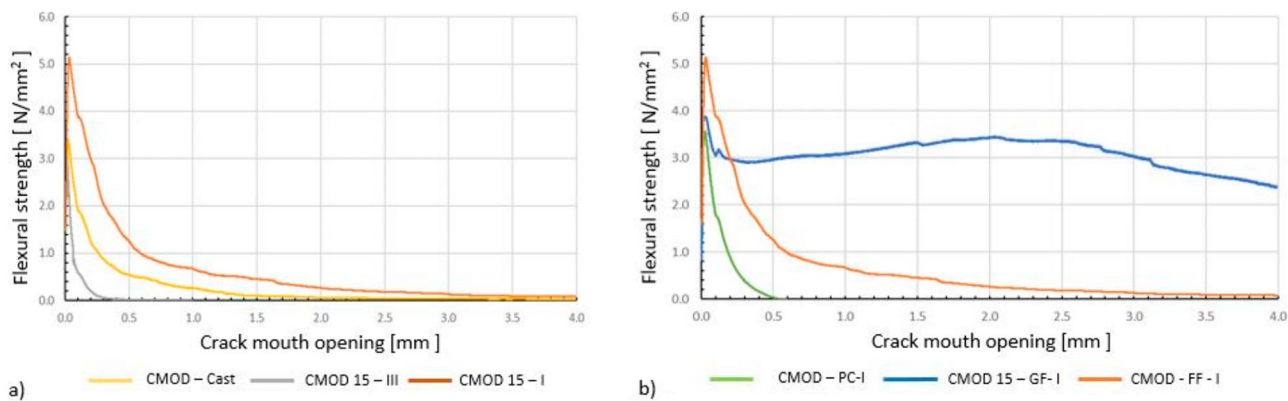 6.0
5.0
4.0
3.0
2.0
1.0
0.0
Flexural strength [ N/mm2 ]
0.0 0.5 1.0 1.5 2.0 2.5 3.0 3.5 4.0
Crack mouth opening [mm ]
CMOD – Cast CMOD 15 – III CMOD 15 – I
a)
6.0
5.0
4.0
3.0
2.0
1.0
0.0
Flexural strength [ N/mm2 ]
0.0 0.5 1.0 1.5 2.0 2.5 3.0 3.5 4.0
Crack mouth opening [mm ]
CMOD – PC-I CMOD 15 – GF- I CMOD - FF - I
b)